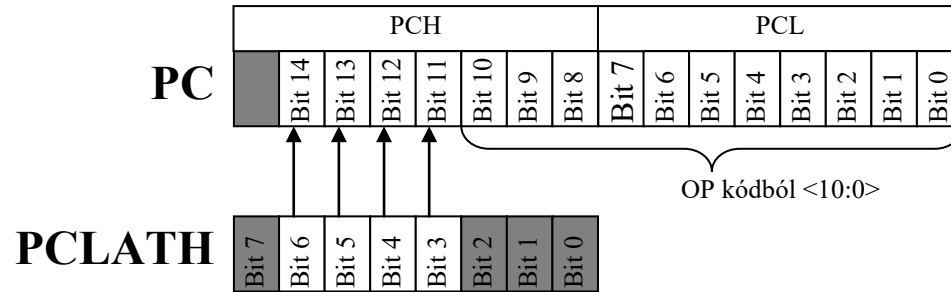 PCH PCL
PC Bit 14 Bit 13 Bit 12 Bit 11 Bit 10 Bit 9 Bit 8 Bit 7 Bit 6 Bit 5 Bit 4 Bit 3 Bit 2 Bit 1 Bit 0
OP kódból <10:0>
PCLATH Bit 7 Bit 6 Bit 5 Bit 4 Bit 3 Bit 2 Bit 1 Bit 0